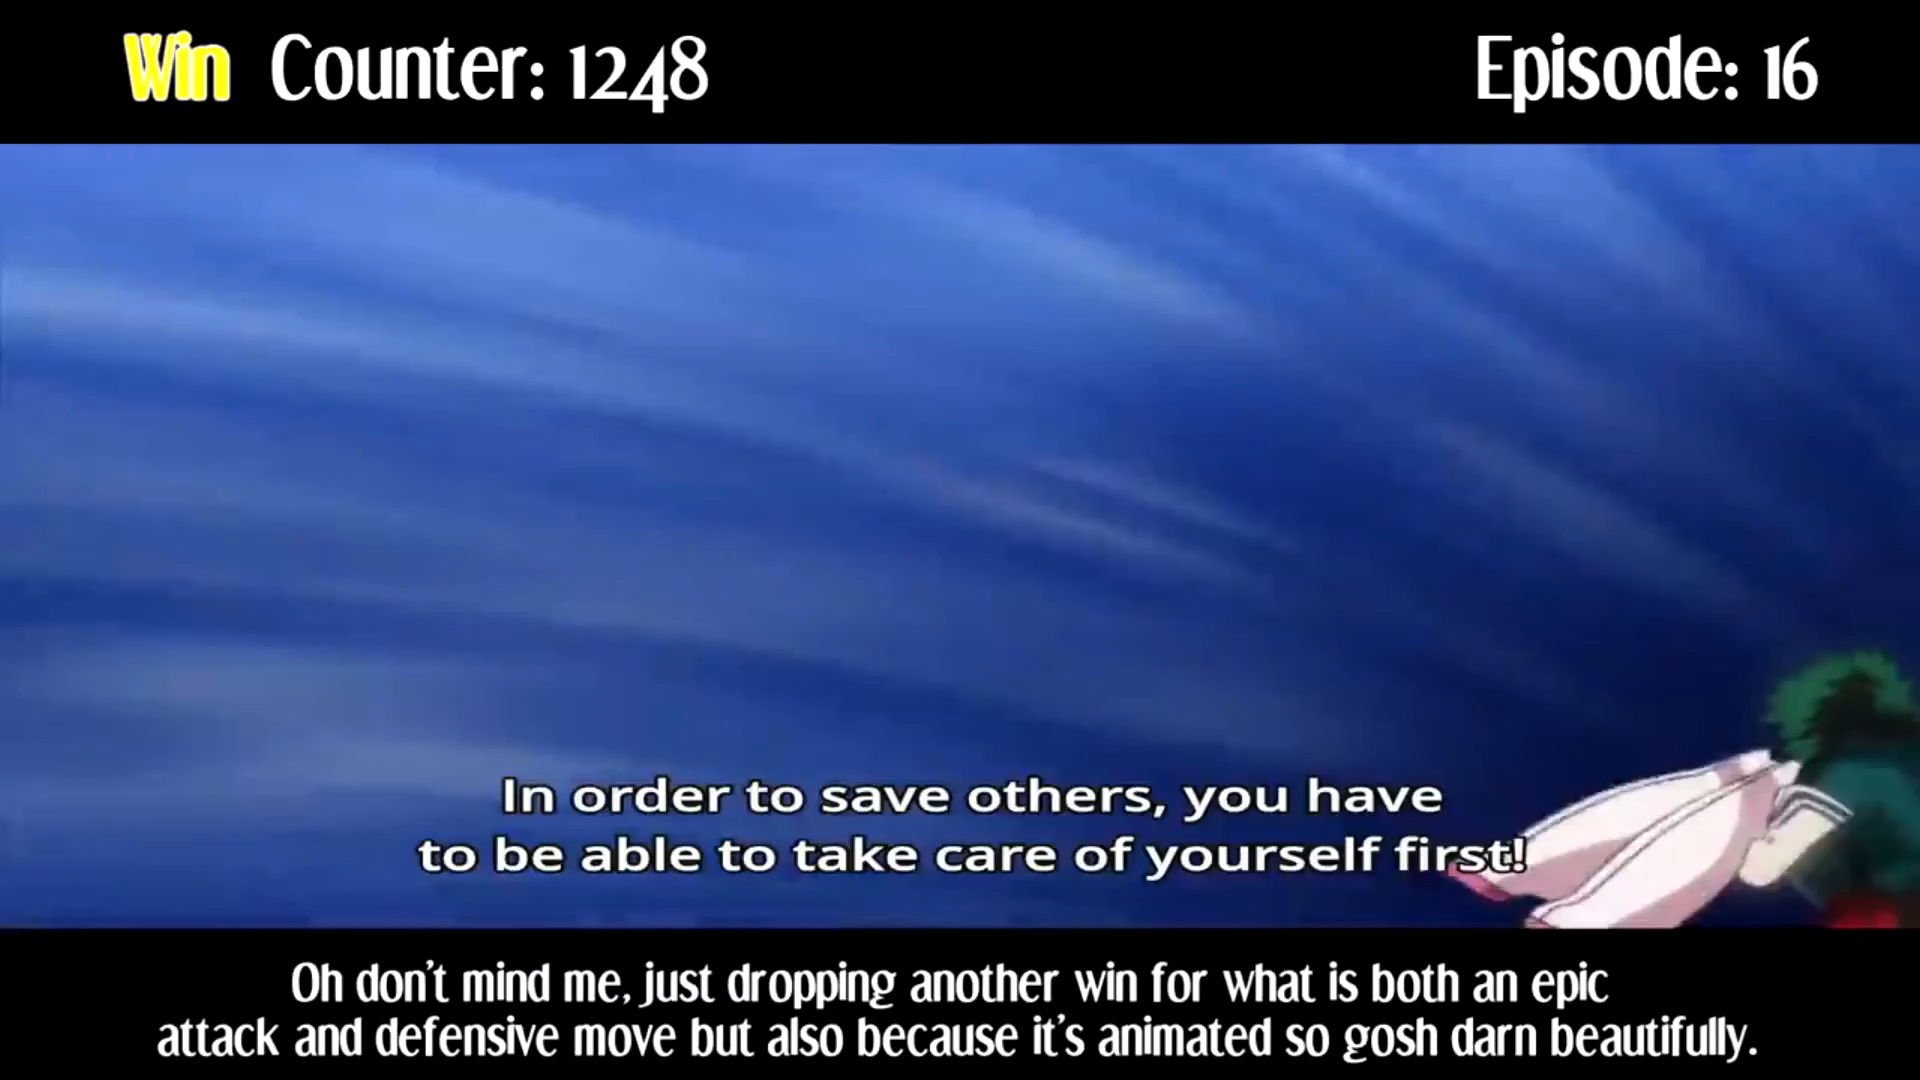 Win Counter: 1248
Episode: 16
In order to save others, you have
to be able to take care of yourself first!
Oh don't mind me, just dropping another win for what is both an epic
attack and defensive move but also because it's animated so gosh darn beautifully.